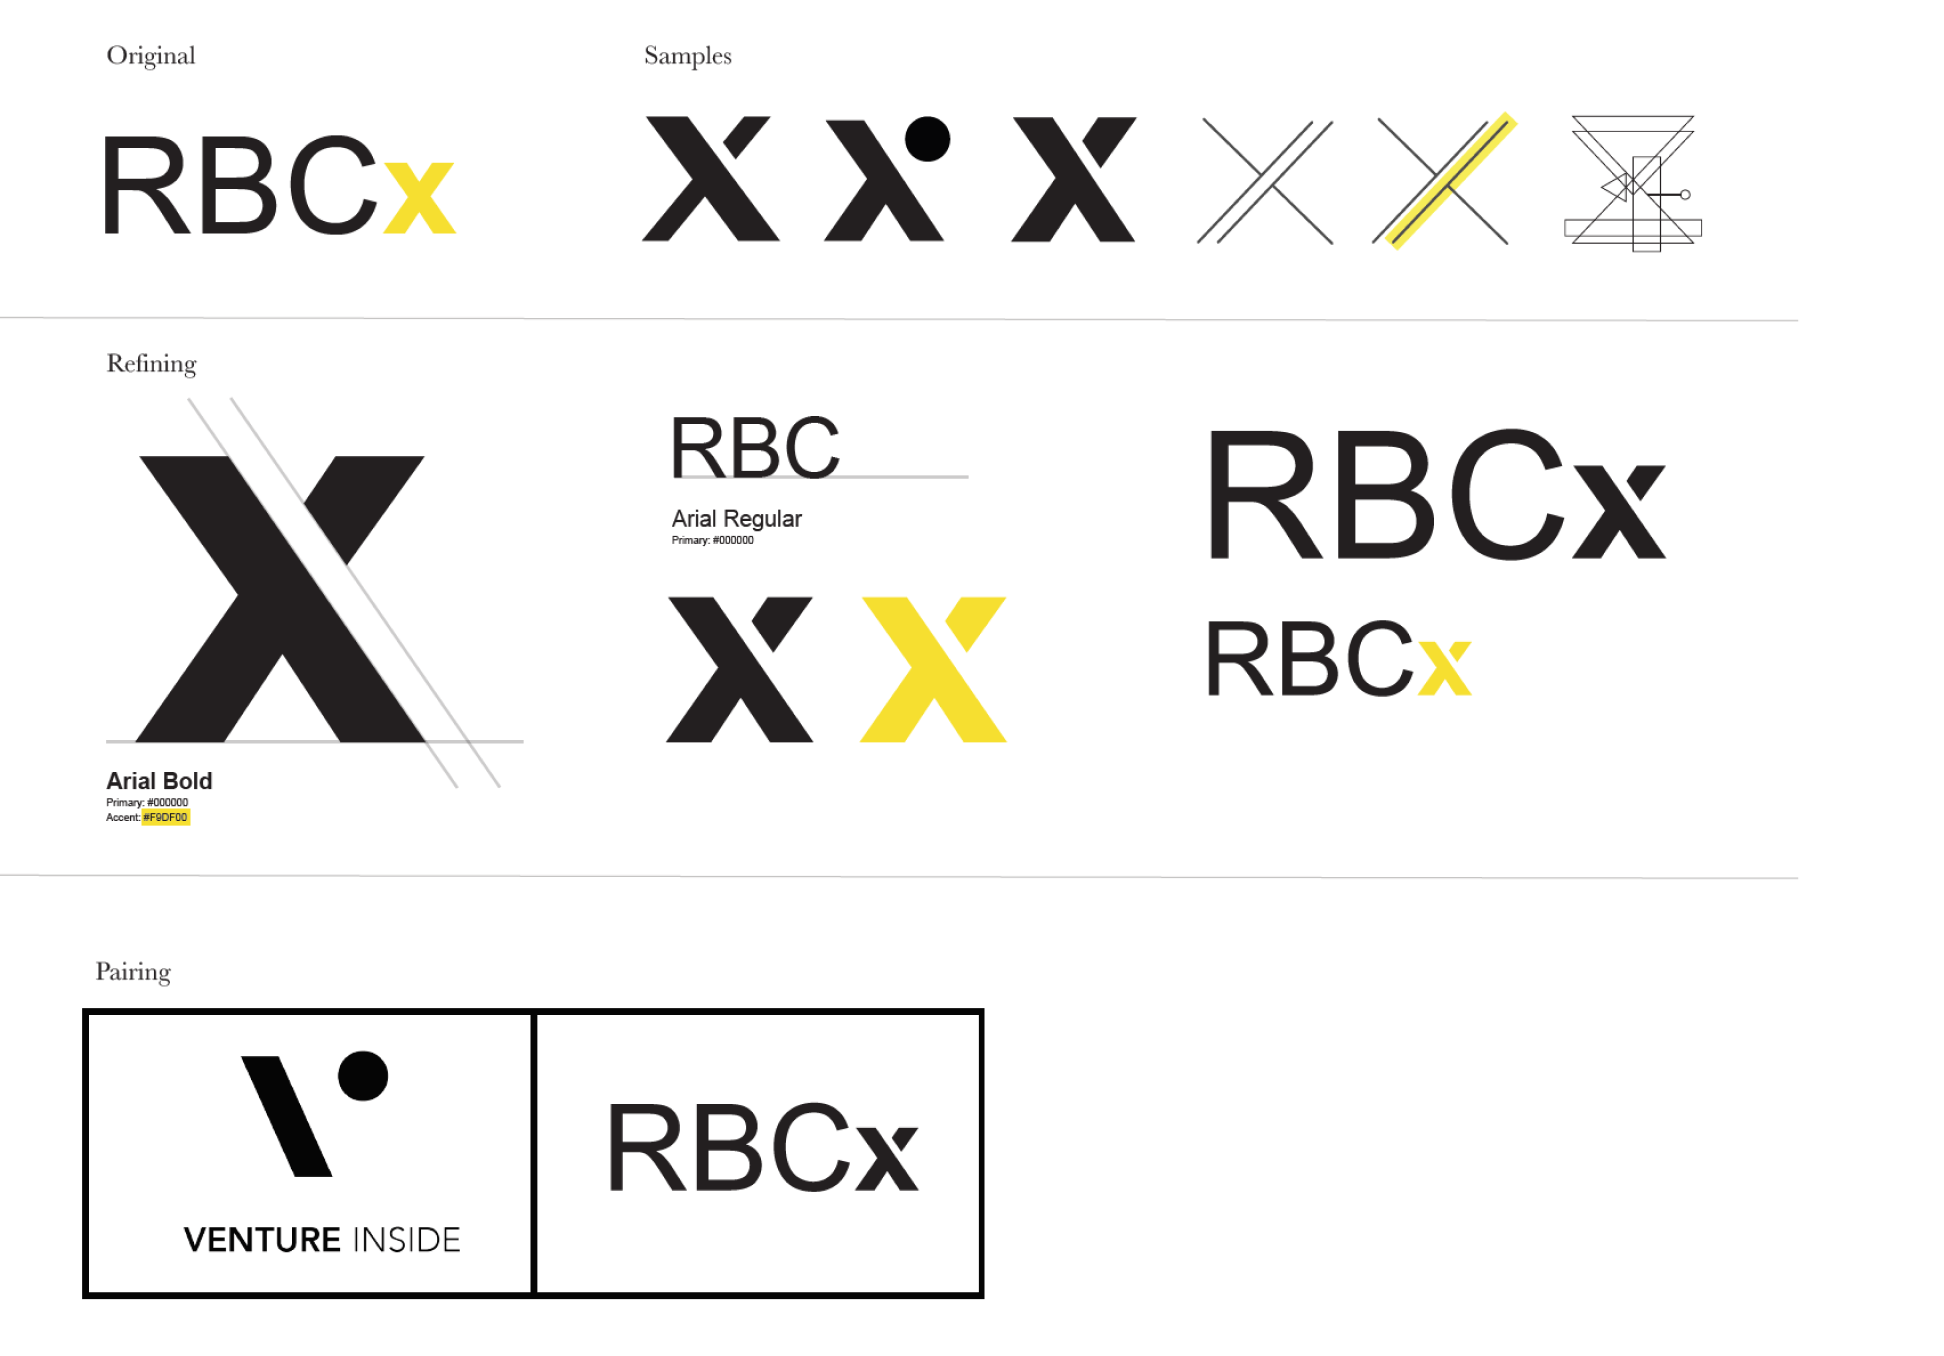 Original
Samples
RBCx
X X X
Refining
X
Arial Bold
Primary: #000000
Accent: #F9DF00
RBC
Arial Regular
Primary: #000000
X X
RBCx
RBCx
Pairing
V
VENTURE INSIDE
RBCx